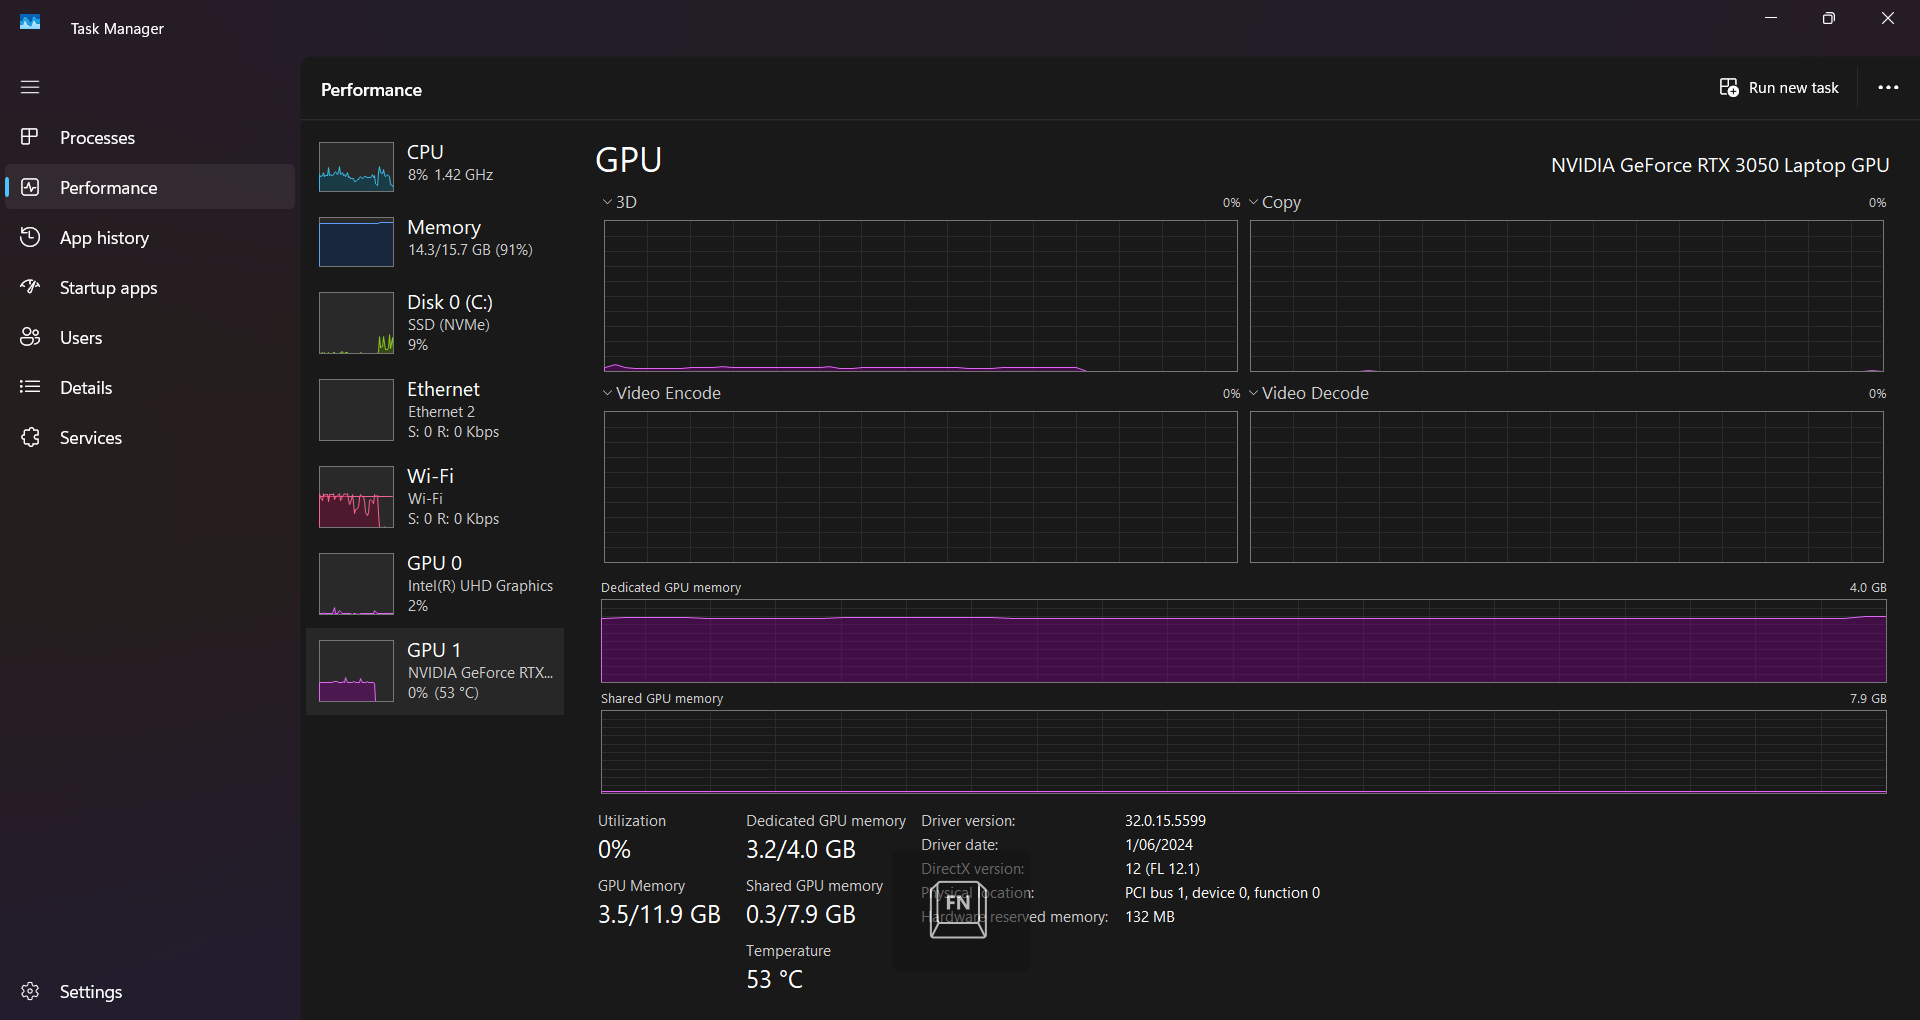 Task Manager
Performance
Run new task
Processes
Performance
App history
Startup apps
Users
Details
Services
Settings
CPU
8% 1.42 GHz
Memory
14.3/15.7 GB (91%)
Disk 0 (C:)
SSD (NVMe)
9%
Ethernet
Ethernet 2
S: 0 R: 0 Kbps
Wi-Fi
Wi-Fi
S: 0 R: 0 Kbps
GPU 0
Intel(R) UHD Graphics
2%
GPU 1
NVIDIA GeForce RTX...
0% (53 °C)
GPU
NVIDIA GeForce RTX 3050 Laptop GPU
3D 0%
Copy 0%
Video Encode 0%
Video Decode 0%
Dedicated GPU memory 4.0 GB
Shared GPU memory 7.9 GB
Utilization
0%
GPU Memory
3.5/11.9 GB
Dedicated GPU memory
3.2/4.0 GB
Shared GPU memory
0.3/7.9 GB
Temperature
53 °C
Driver version: 32.0.15.5599
Driver date: 1/06/2024
DirectX version: 12 (FL 12.1)
Physical location: PCI bus 1, device 0, function 0
Hardware reserved memory: 132 MB
FN